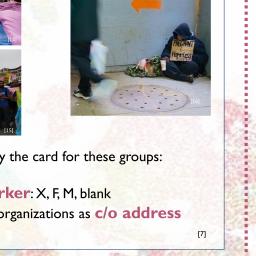 [15]
y the card for these groups:
rker: X, F, M, blank
organizations as c/o address
[7]